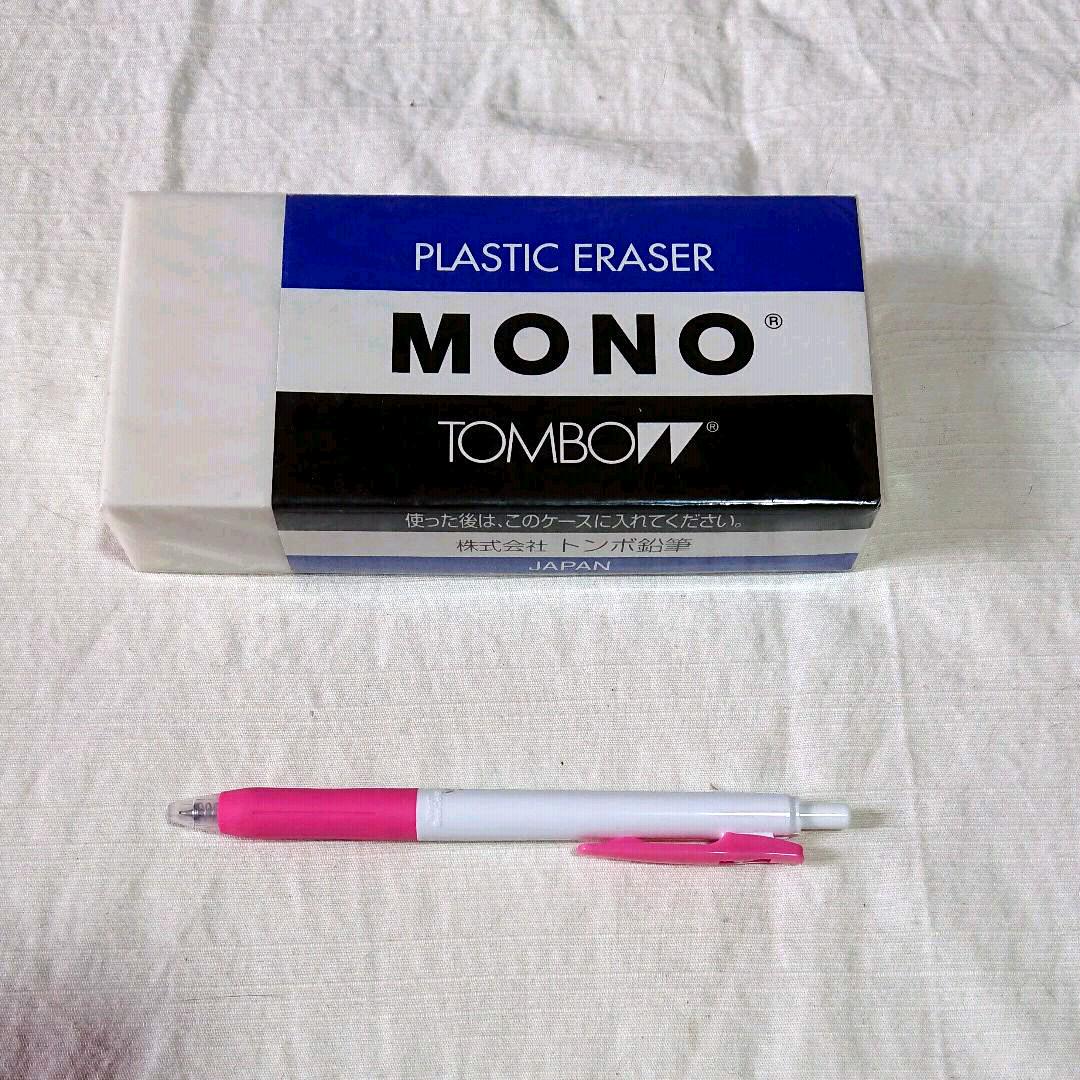 PLASTIC ERASER
MONO®
TOMBOW®
使った後は、このケースに入れてください。
株式会社 トンボ鉛筆
JAPAN